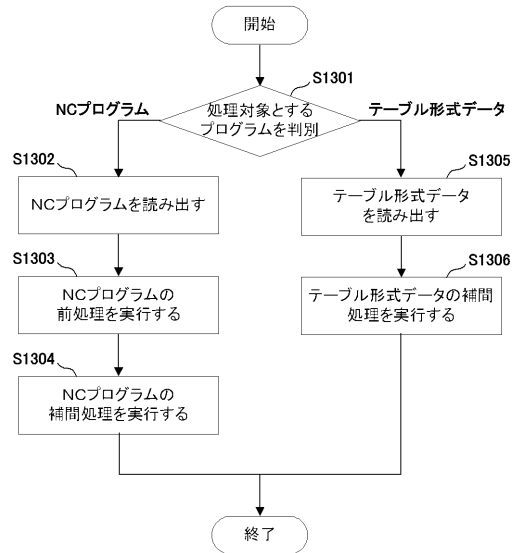 開始
S1301
処理対象とする
プログラムを判別
NCプログラム
テーブル形式データ
S1302
NCプログラムを読み出す
S1303
NCプログラムの
前処理を実行する
S1304
NCプログラムの
補間処理を実行する
S1305
テーブル形式データ
を読み出す
S1306
テーブル形式データの補間
処理を実行する
終了